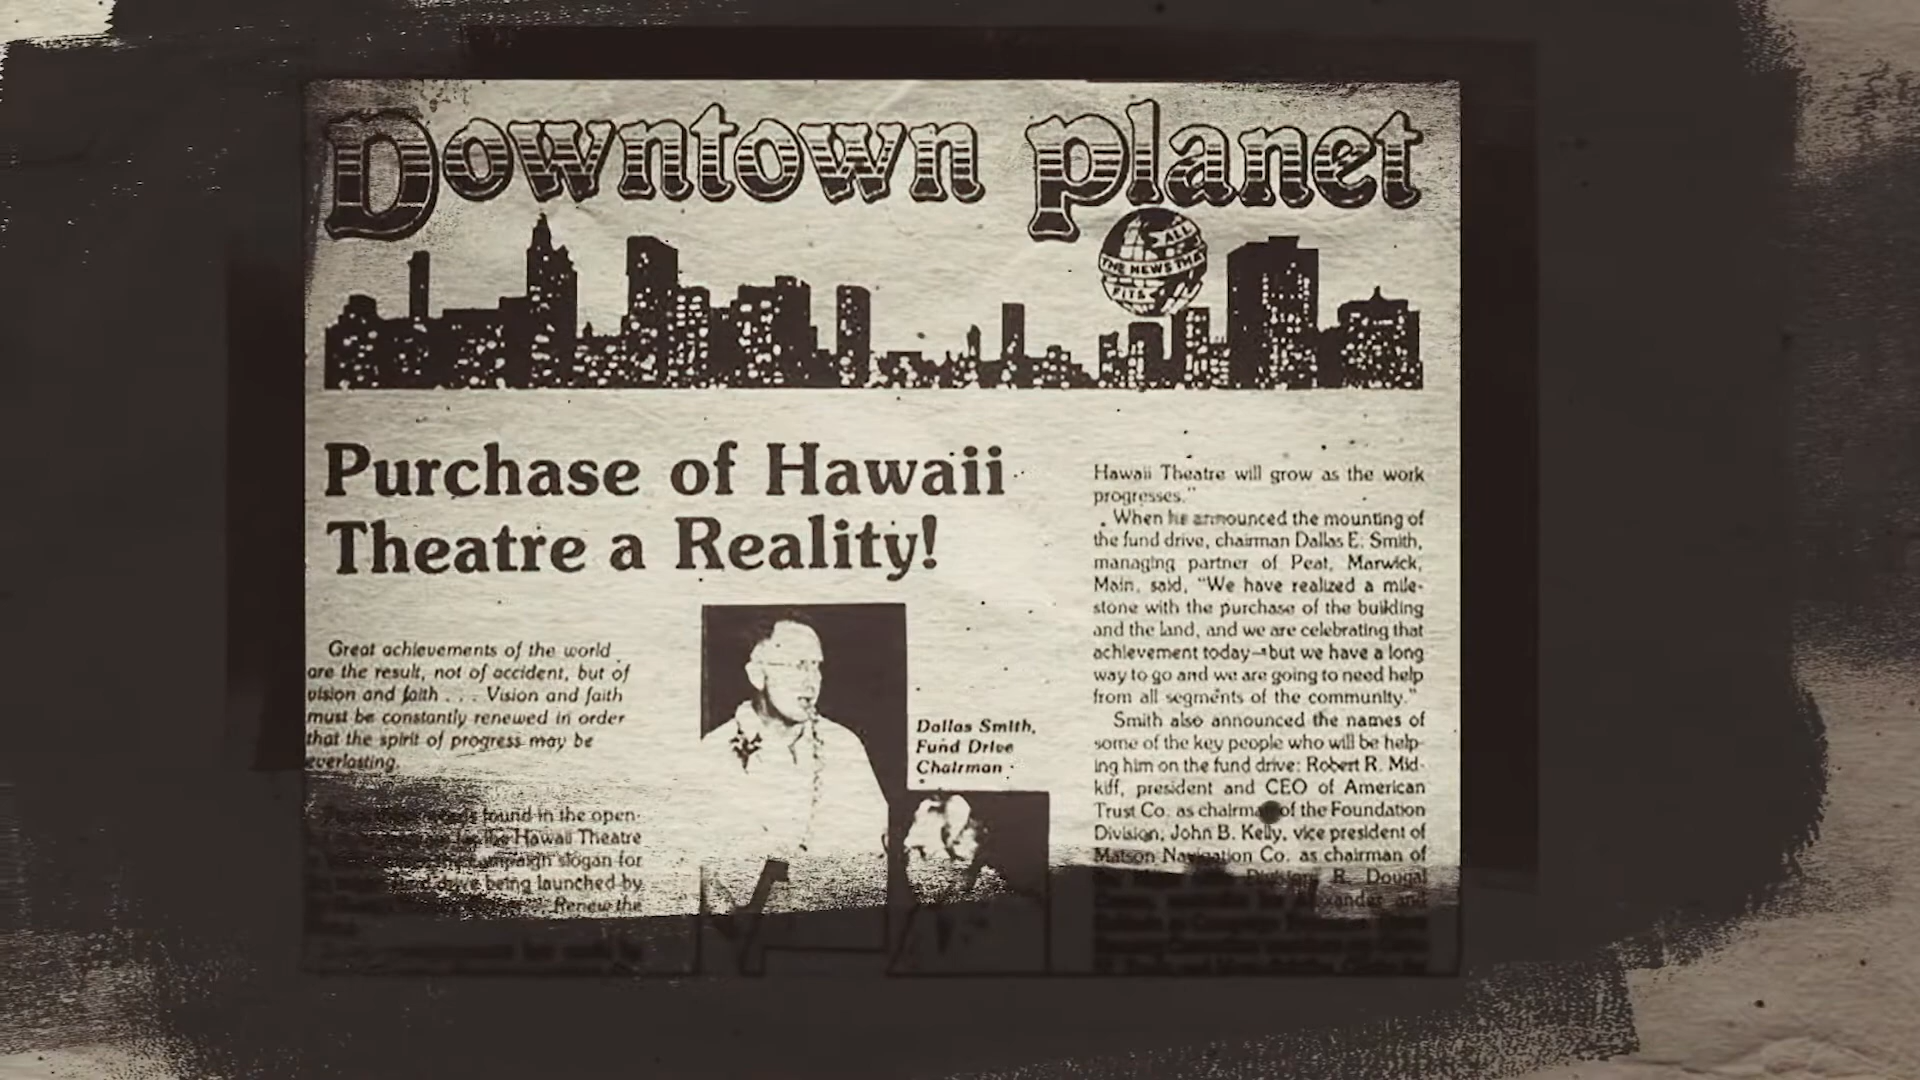 Downtown Planet
ALL
THE NEWS THAT
FITS
Purchase of Hawaii
Theatre a Reality!
Great achievements of the world
are the result, not of accident, but of
vision and faith . . . Vision and faith
must be constantly renewed in order
that the spirit of progress may be
everlasting.
found in the open-
the Hawaii Theatre
campaign slogan for
being launched by
Renew the
Dallas Smith,
Fund Drive
Chairman
Hawaii Theatre will grow as the work
progresses."
When he announced the mounting of
the fund drive, chairman Dallas E. Smith,
managing partner of Peat, Marwick,
Main, said, "We have realized a mile-
stone with the purchase of the building
and the land, and we are celebrating that
achievement today—but we have a long
way to go and we are going to need help
from all segments of the community."
Smith also announced the names of
some of the key people who will be help-
ing him on the fund drive: Robert R. Mid-
kiff, president and CEO of American
Trust Co. as chairman of the Foundation
Division, John B. Kelly, vice president of
Matson Navigation Co. as chairman of
R. Dougal